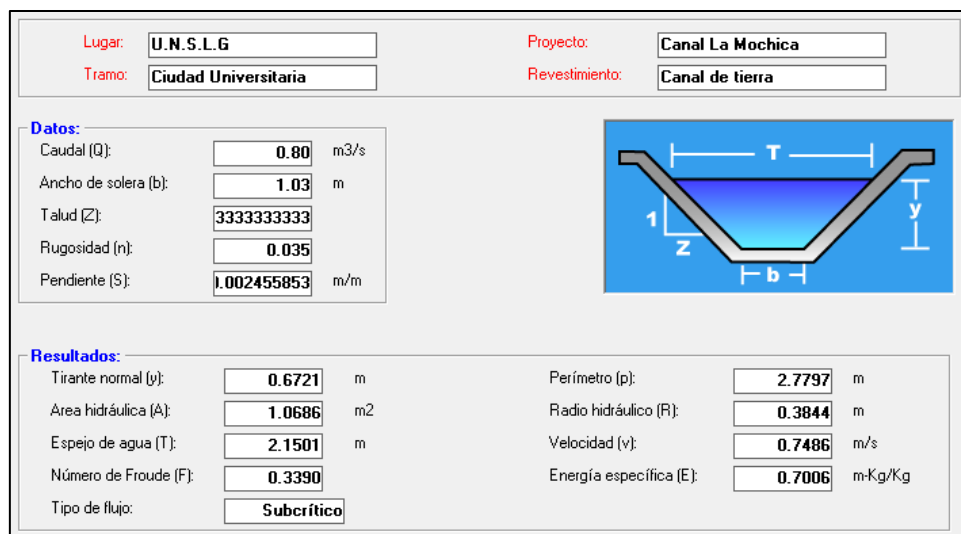 Lugar: U.N.S.L.G Proyecto: Canal La Mochica
Tramo: Ciudad Universitaria Revestimiento: Canal de tierra
Datos:
Caudal (Q): 0.80 m3/s
Ancho de solera (b): 1.03 m
Talud (Z): 3333333333
Rugosidad (n): 0.035
Pendiente (S): ).002455853 m/m
T
1
Z
y
b
Resultados:
Tirante normal (y): 0.6721 m Perímetro (p): 2.7797 m
Area hidráulica (A): 1.0686 m2 Radio hidráulico (R): 0.3844 m
Espejo de agua (T): 2.1501 m Velocidad (v): 0.7486 m/s
Número de Froude (F): 0.3390 Energía específica (E): 0.7006 m-Kg/Kg
Tipo de flujo: Subcrítico